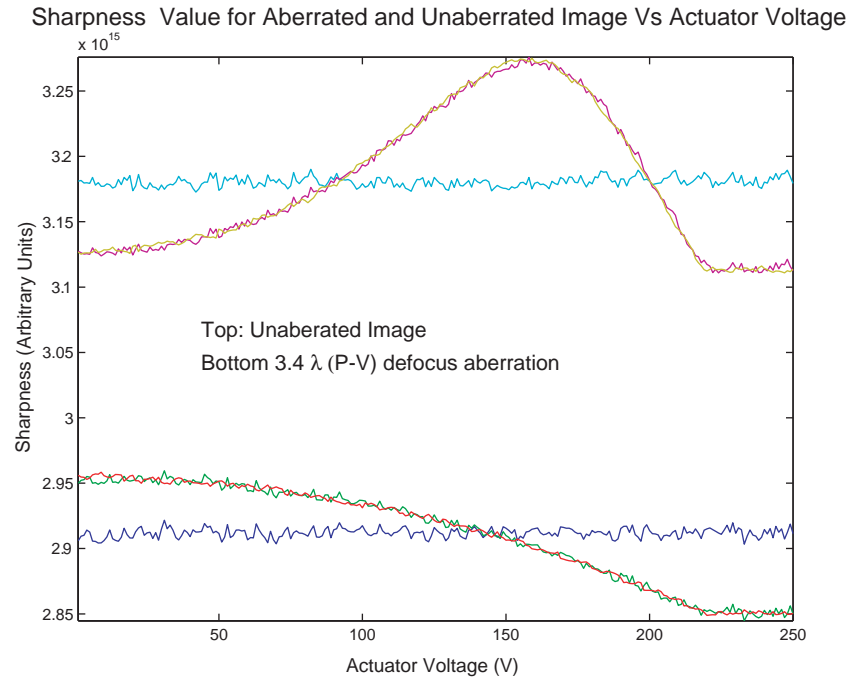 Sharpness Value for Aberrated and Unaberrated Image Vs Actuator Voltage
x 10^15
3.25
3.2
3.15
3.1
3.05
3
2.95
2.9
2.85
Sharpness (Arbitrary Units)
Top: Unaberated Image
Bottom 3.4 λ (P-V) defocus aberration
50 100 150 200 250
Actuator Voltage (V)